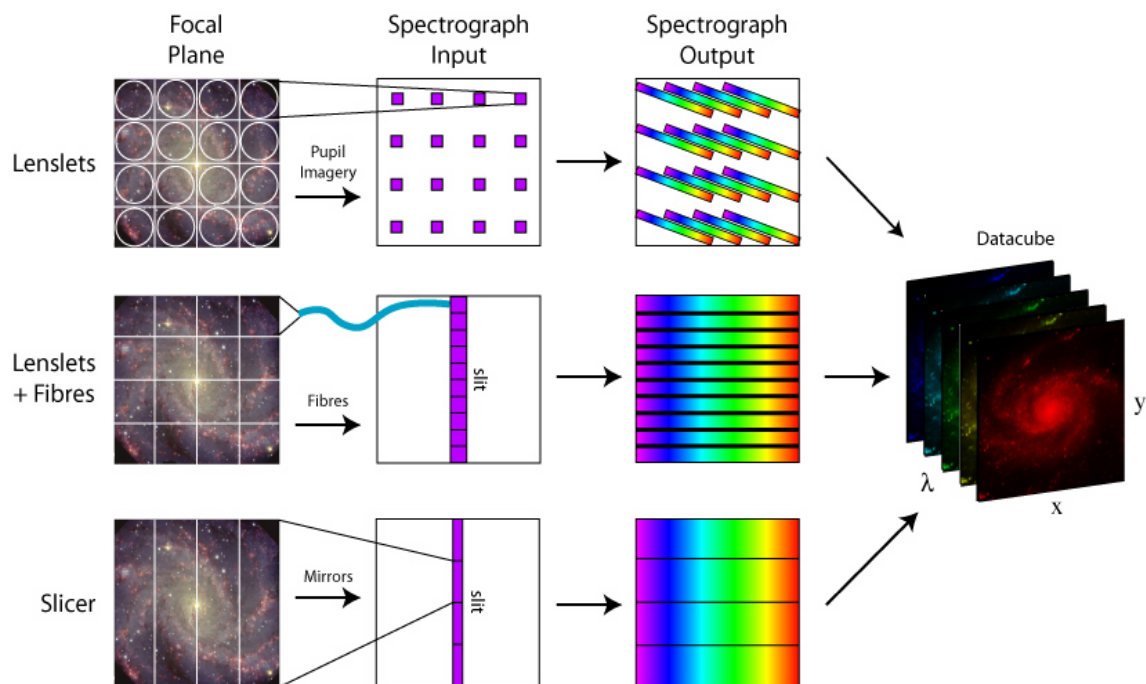 Focal
Plane
Spectrograph
Input
Spectrograph
Output
Lenslets
Pupil
Imagery
Datacube
Lenslets
+ Fibres
Fibres
slit
y
λ
x
Slicer
Mirrors
slit